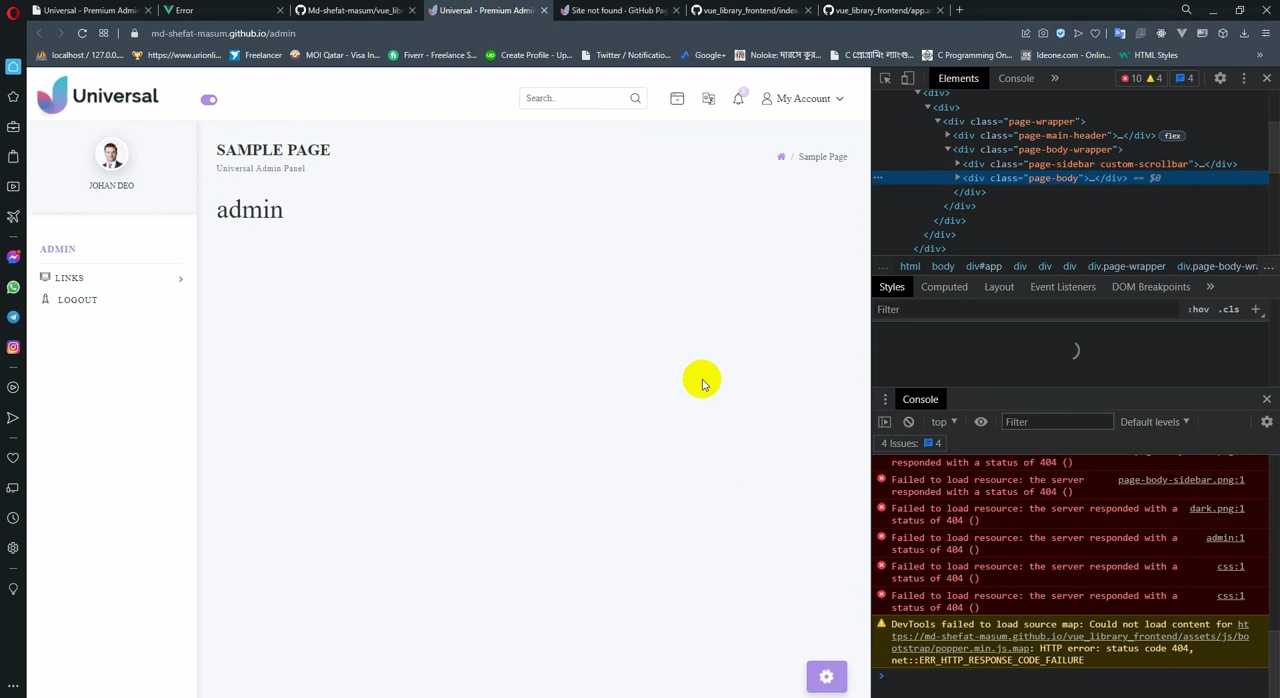 Universal - Premium Admi
Error
Md-shefat-masum/vue_lib
Universal - Premium Admi
Site not found · GitHub Pa
vue_library_frontend/index
vue_library_frontend/app.a
md-shefat-masum.github.io/admin
localhost / 127.0.0....
https://www.urionli...
Freelancer
MOI Qatar - Visa In...
Fiverr - Freelance S...
Create Profile - Up...
Twitter / Notificatio...
Google+
C Programing On...
Ideone.com - Onlin...
HTML Styles
Universal
Search..
My Account
JOHAN DEO
SAMPLE PAGE
Universal Admin Panel
/ Sample Page
admin
ADMIN
LINKS
LOGOUT
Elements
Console
10
4
4
<div>
<div>
<div class="page-wrapper">
<div class="page-main-header">…</div> flex
<div class="page-body-wrapper">
<div class="page-sidebar custom-scrollbar">…</div>
<div class="page-body">…</div> == $0
</div>
</div>
</div>
</div>
</div>
... html body div#app div div div div.page-wrapper div.page-body-wr ...
Styles
Computed
Layout
Event Listeners
DOM Breakpoints
Filter
:hov .cls
Console
top
Filter
Default levels
4 Issues: 4
responded with a status of 404 ()
Failed to load resource: the server page-body-sidebar.png:1
responded with a status of 404 ()
Failed to load resource: the server responded with a dark.png:1
status of 404 ()
Failed to load resource: the server responded with a admin:1
status of 404 ()
Failed to load resource: the server responded with a css:1
status of 404 ()
Failed to load resource: the server responded with a css:1
status of 404 ()
DevTools failed to load source map: Could not load content for ht
tps://md-shefat-masum.github.io/vue_library_frontend/assets/js/bo
otstrap/popper.min.js.map: HTTP error: status code 404,
net::ERR_HTTP_RESPONSE_CODE_FAILURE